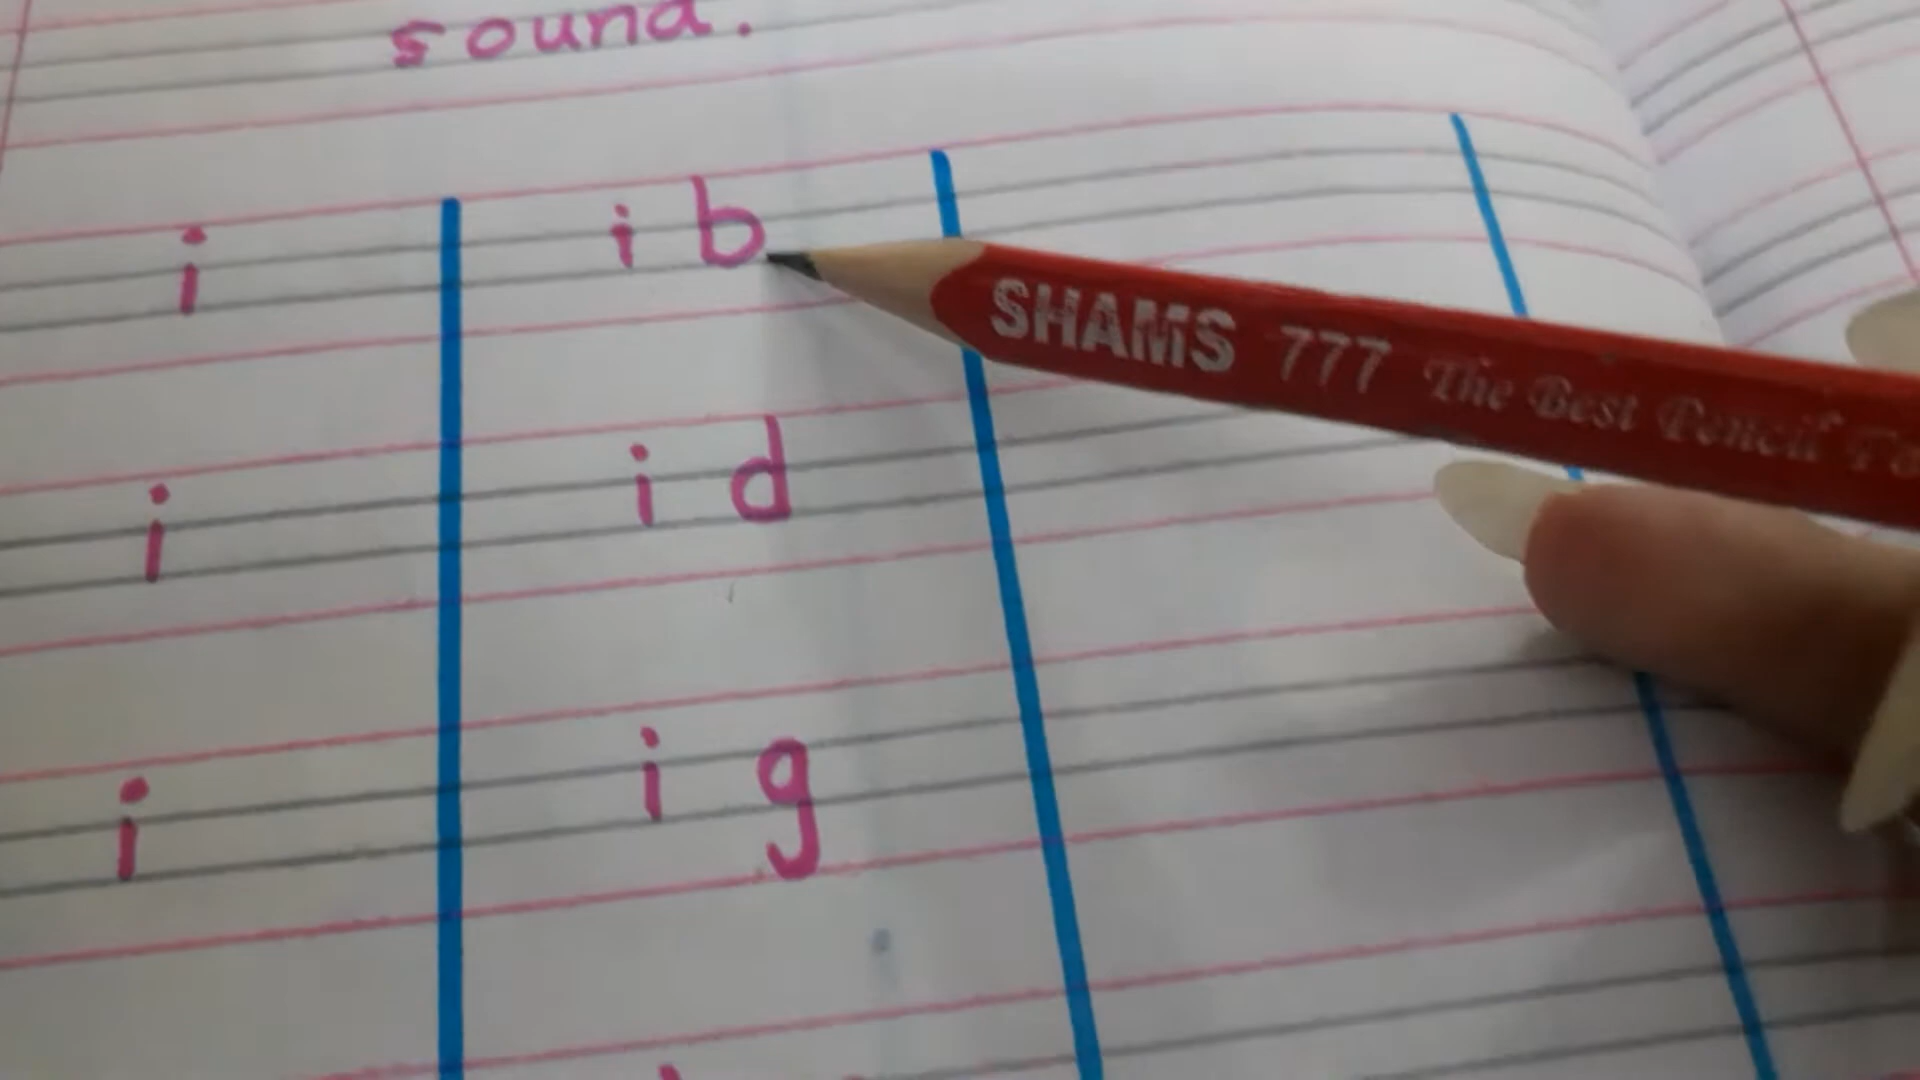 sound.
i ib
SHAMS 777 The Best Pencil
i id
i ig